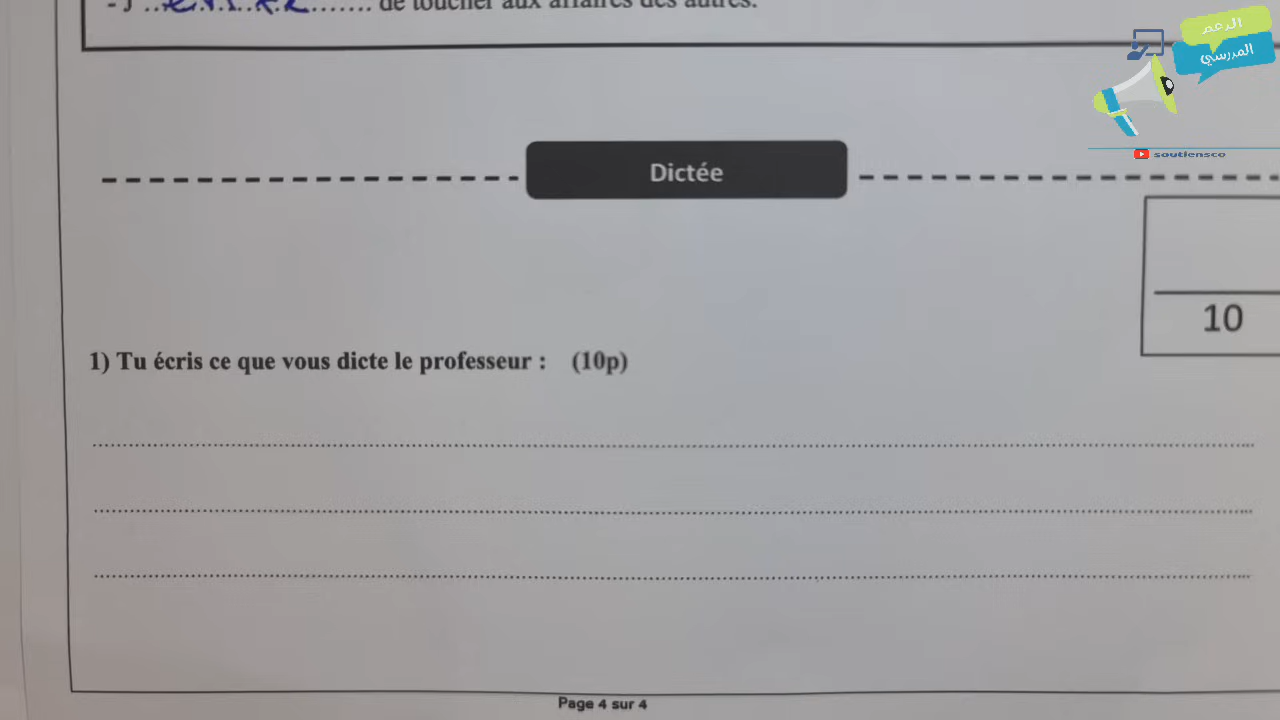 - J'...évite....... de toucher aux affaires des autres.
الدعم
المدرسي
soutiensco
Dictée
10
1) Tu écris ce que vous dicte le professeur : (10p)
Page 4 sur 4